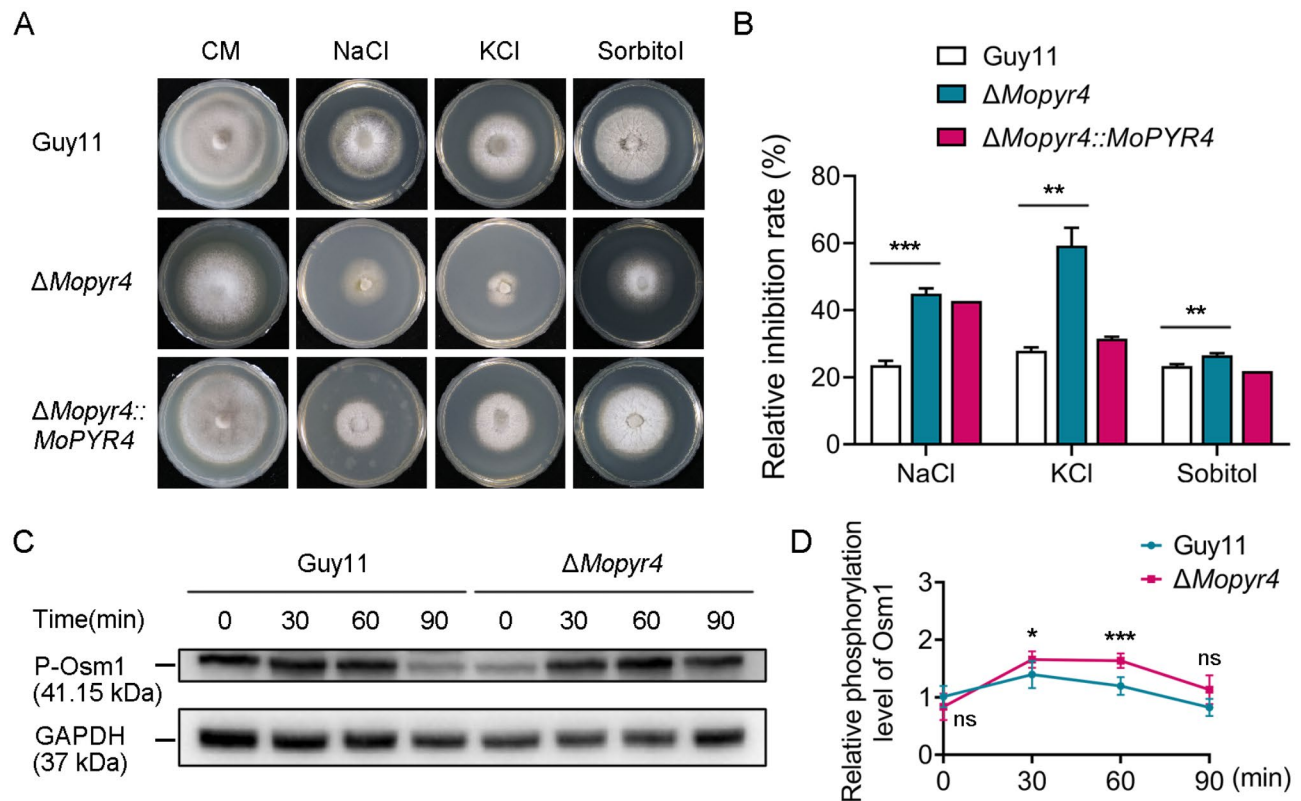 A
CM NaCl KCl Sorbitol
Guy11
ΔMopyr4
ΔMopyr4::
MoPYR4
B
Guy11
ΔMopyr4
ΔMopyr4::MoPYR4
Relative inhibition rate (%)
80
60
40
20
0
***
**
**
NaCl KCl Sobitol
C
Guy11 ΔMopyr4
Time(min) 0 30 60 90 0 30 60 90
P-Osm1
(41.15 kDa)
GAPDH
(37 kDa)
D
Guy11
ΔMopyr4
Relative phosphorylation
level of Osm1
3
2
1
0
ns
*
***
ns
0 30 60 90 (min)